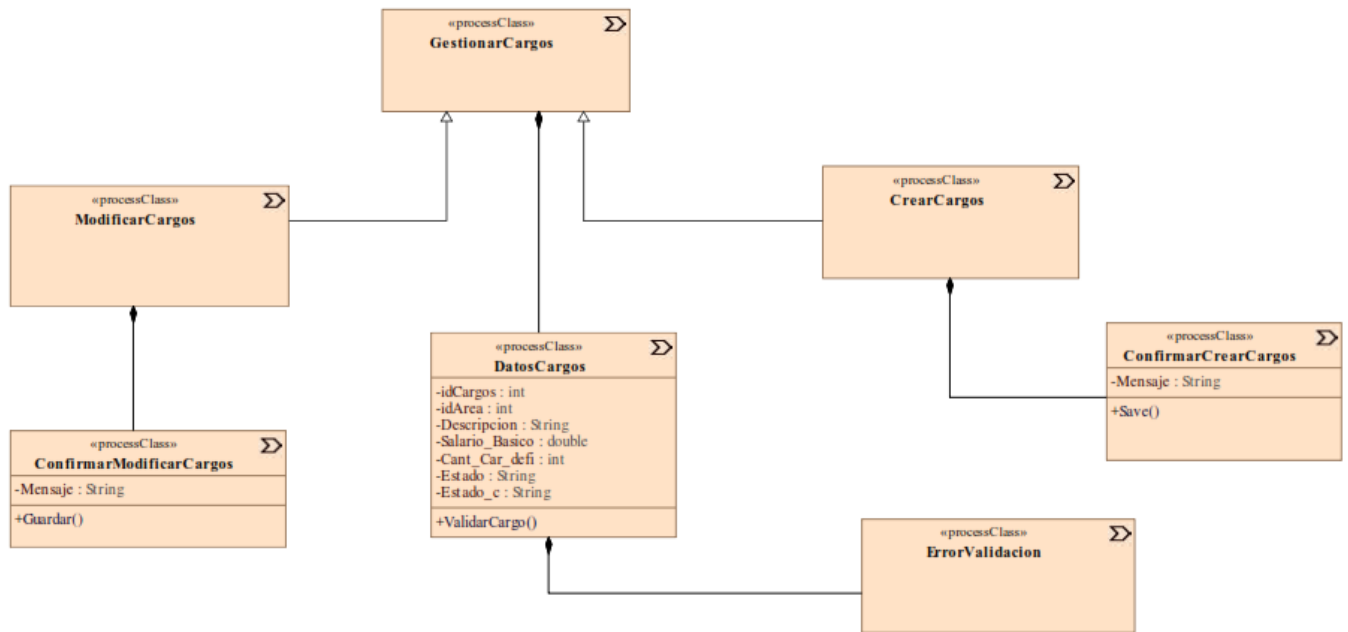 «processClass»
GestionarCargos
«processClass»
ModificarCargos
«processClass»
CrearCargos
«processClass»
DatosCargos
-idCargos : int
-idArea : int
-Descripcion : String
-Salario_Basico : double
-Cant_Car_defi : int
-Estado : String
-Estado_c : String
+ValidarCargo()
«processClass»
ConfirmarCrearCargos
-Mensaje : String
+Save()
«processClass»
ConfirmarModificarCargos
-Mensaje : String
+Guardar()
«processClass»
ErrorValidacion